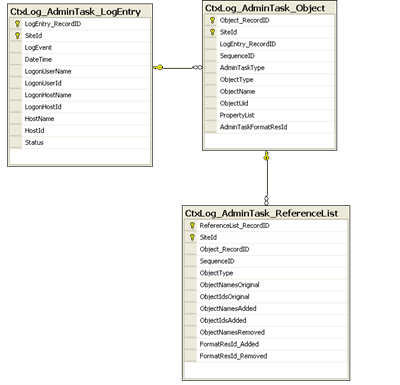 CtxLog_AdminTask_LogEntry
LogEntry_RecordID
SiteId
LogEvent
DateTime
LogonUserName
LogonUserId
LogonHostName
LogonHostId
HostName
HostId
Status
CtxLog_AdminTask_Object
Object_RecordID
SiteId
LogEntry_RecordID
SequenceID
AdminTaskType
ObjectType
ObjectName
ObjectUid
PropertyList
AdminTaskFormatResId
CtxLog_AdminTask_ReferenceList
ReferenceList_RecordID
SiteId
Object_RecordID
SequenceID
ObjectType
ObjectNamesOriginal
ObjectIdsOriginal
ObjectNamesAdded
ObjectIdsAdded
ObjectNamesRemoved
FormatResId_Added
FormatResId_Removed